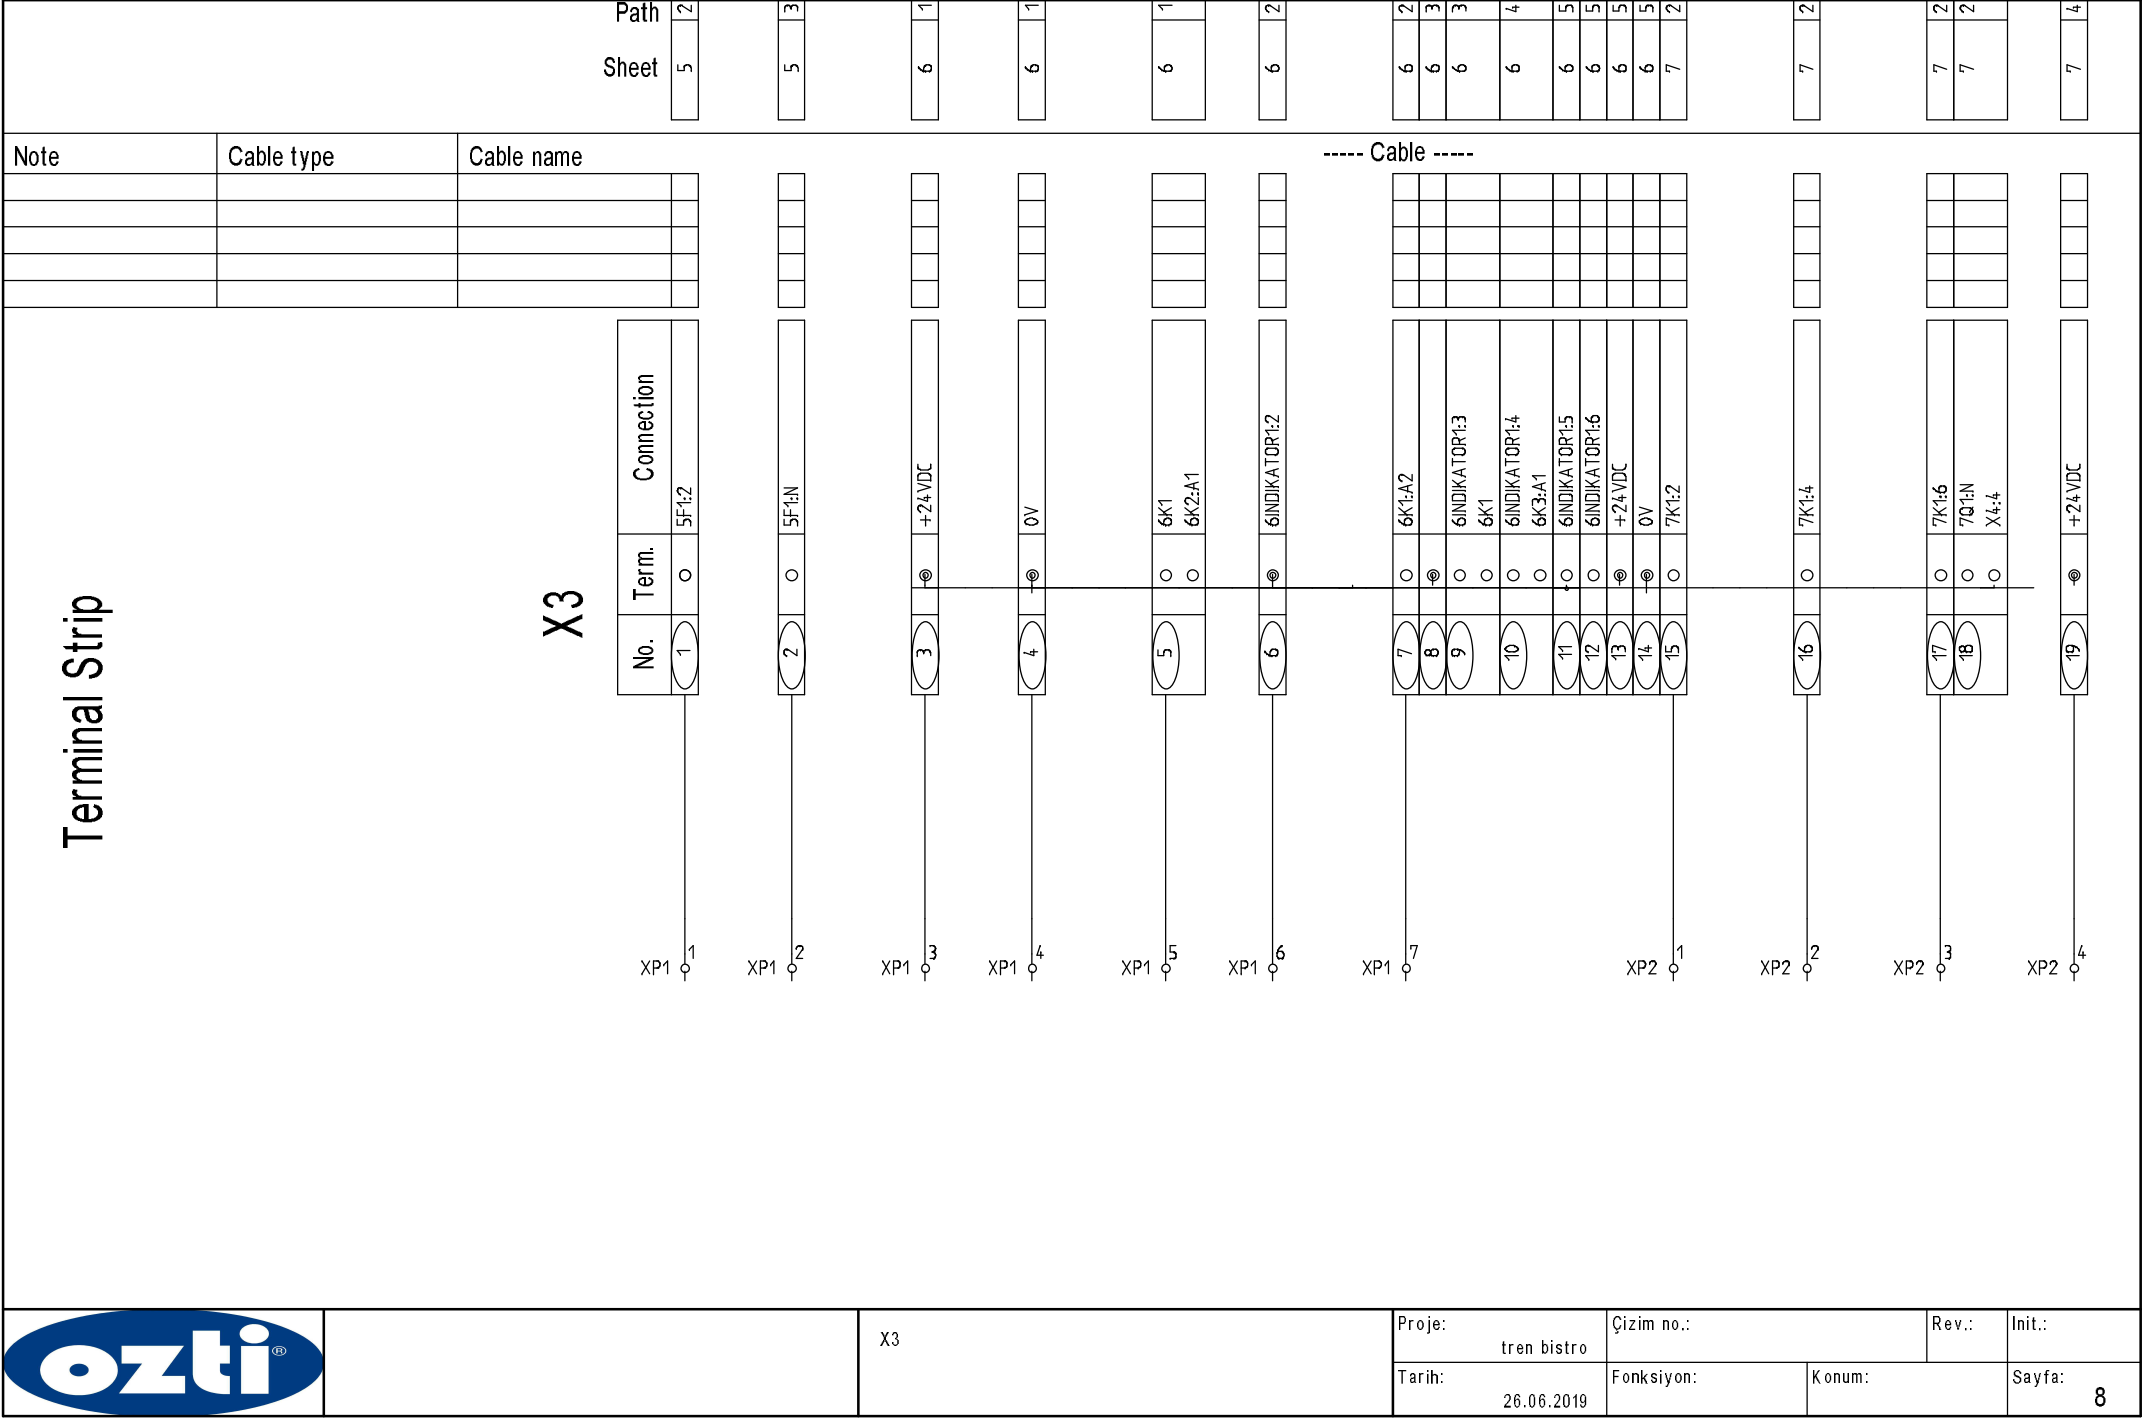 Path 2 3 1 1 1 2 2 3 3 4 5 5 5 5 2 2 2 2 4
Sheet 5 5 6 6 6 6 6 6 6 6 6 6 6 6 7 7 7 7 7
Note Cable type Cable name ----- Cable -----
Terminal Strip
X3
Connection 5F1:2 5F1:N +24VDC 0V 6K1 6K2:A1 6INDIKATOR1:2 6K1:A2 6INDIKATOR1:3 6K1 6INDIKATOR1:4 6K3:A1 6INDIKATOR1:5 6INDIKATOR1:6 +24VDC 0V 7K1:2 7K1:4 7K1:6 7Q1:N X4:4 +24VDC
Term.
No. 1 2 3 4 5 6 7 8 9 10 11 12 13 14 15 16 17 18 19
XP1 1 XP1 2 XP1 3 XP1 4 XP1 5 XP1 6 XP1 7 XP2 1 XP2 2 XP2 3 XP2 4
ozti ®
X3
Proje: tren bistro
Çizim no.:
Rev.:
Init.:
Tarih: 26.06.2019
Fonksiyon:
Konum:
Sayfa: 8